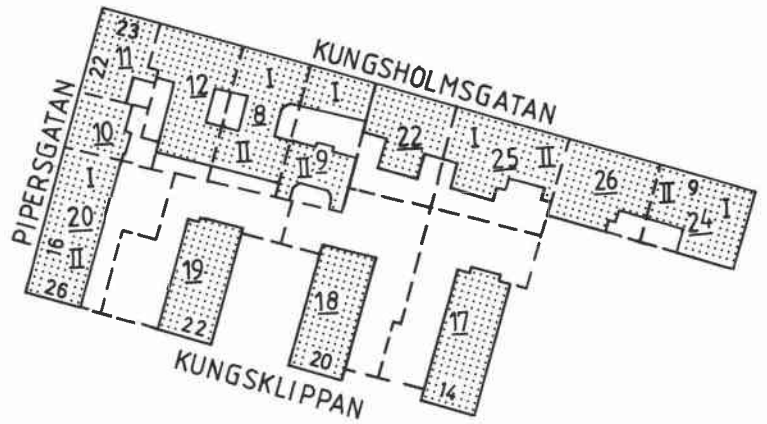 KUNGSHOLMSGATAN
PIPERSGATAN
KUNGSKLIPPAN
23
11
22
10
I
20
16
II
26
12
I
8
II
I
II
9
22
I
25
II
26
II
9
24
I
19
22
18
20
17
14